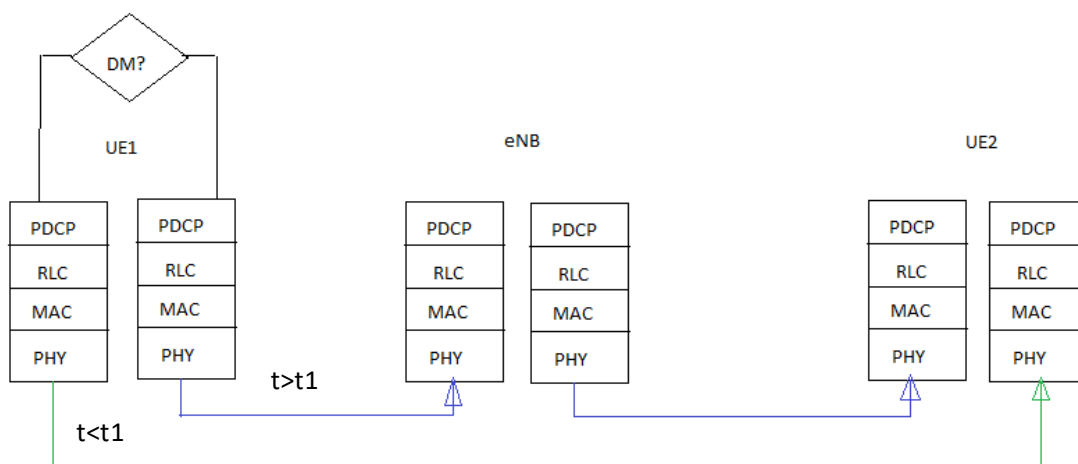 DM?
UE1
eNB
UE2
PDCP
RLC
MAC
PHY
PDCP
RLC
MAC
PHY
PDCP
RLC
MAC
PHY
PDCP
RLC
MAC
PHY
PDCP
RLC
MAC
PHY
PDCP
RLC
MAC
PHY
t>t1
t<t1